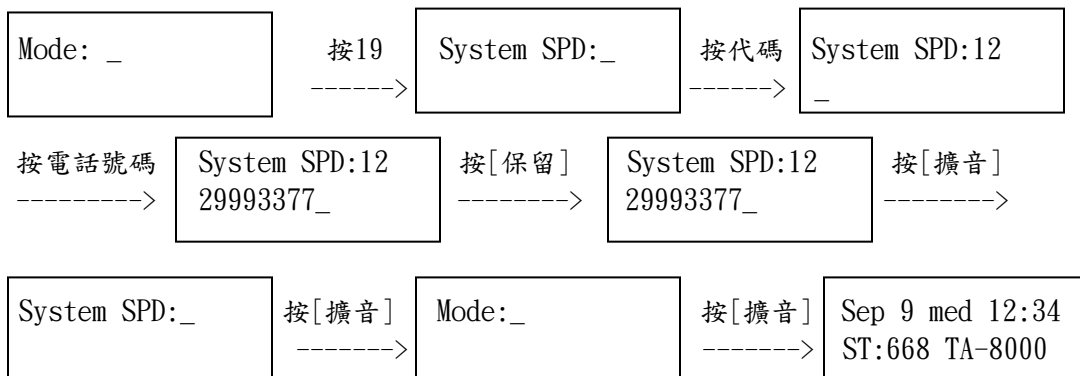 Mode: _ 按19 System SPD:_ 按代碼 System SPD:12
------> ------> _
按電話號碼 System SPD:12 按[保留] System SPD:12 按[擴音]
---------> 29993377_ --------> 29993377_ -------->
System SPD:_ 按[擴音] Mode:_ 按[擴音] Sep 9 med 12:34
-------> -------> ST:668 TA-8000